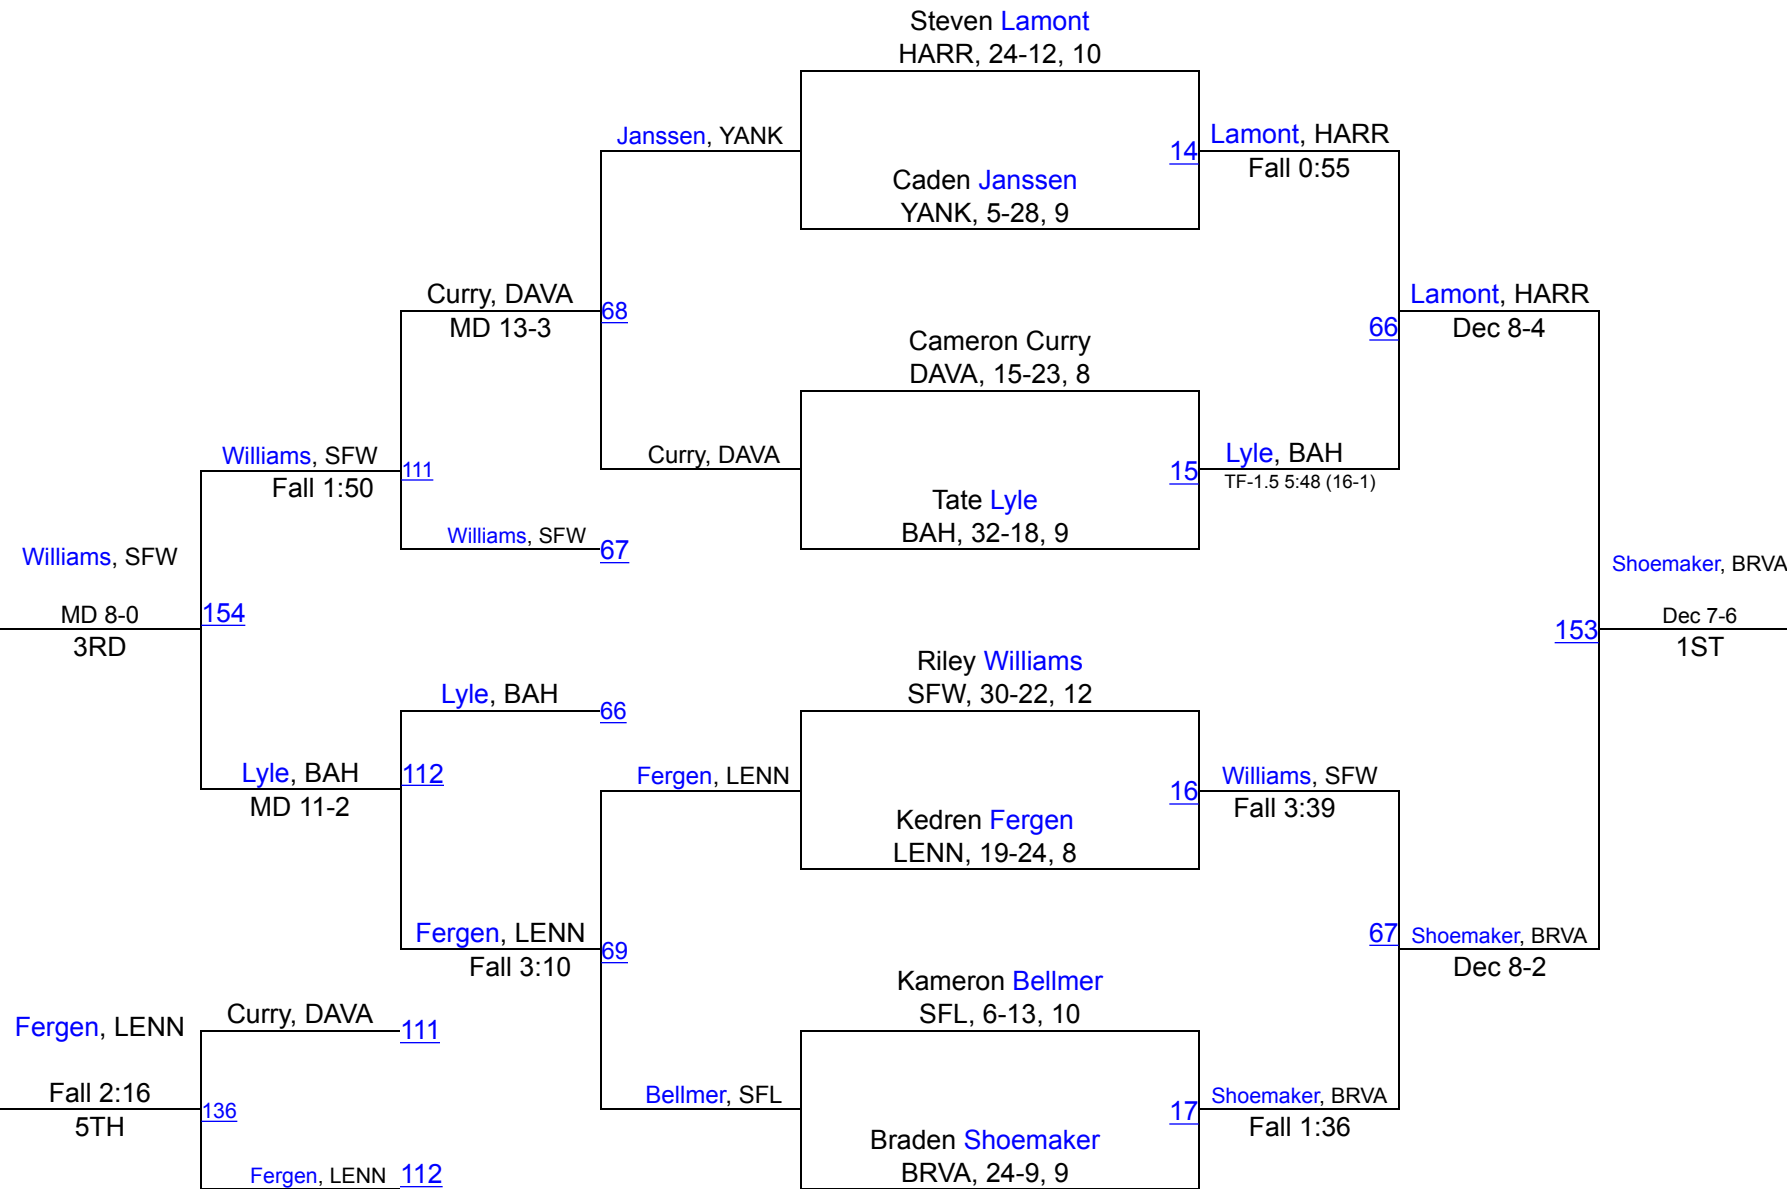 Steven Lamont
HARR, 24-12, 10
Janssen, YANK
14
Lamont, HARR
Fall 0:55
Caden Janssen
YANK, 5-28, 9
Curry, DAVA
MD 13-3
68
Lamont, HARR
Dec 8-4
66
Cameron Curry
DAVA, 15-23, 8
Williams, SFW
Fall 1:50
111
Curry, DAVA
15
Lyle, BAH
TF-1.5 5:48 (16-1)
Tate Lyle
BAH, 32-18, 9
Williams, SFW
67
Williams, SFW
MD 8-0
3RD
154
Shoemaker, BRVA
Dec 7-6
1ST
153
Riley Williams
SFW, 30-22, 12
Lyle, BAH
66
Lyle, BAH
MD 11-2
112
Fergen, LENN
16
Williams, SFW
Fall 3:39
Kedren Fergen
LENN, 19-24, 8
Fergen, LENN
Fall 3:10
69
67
Shoemaker, BRVA
Dec 8-2
Kameron Bellmer
SFL, 6-13, 10
Fergen, LENN
Fall 2:16
5TH
Curry, DAVA
111
136
Bellmer, SFL
17
Shoemaker, BRVA
Fall 1:36
Braden Shoemaker
BRVA, 24-9, 9
Fergen, LENN
112